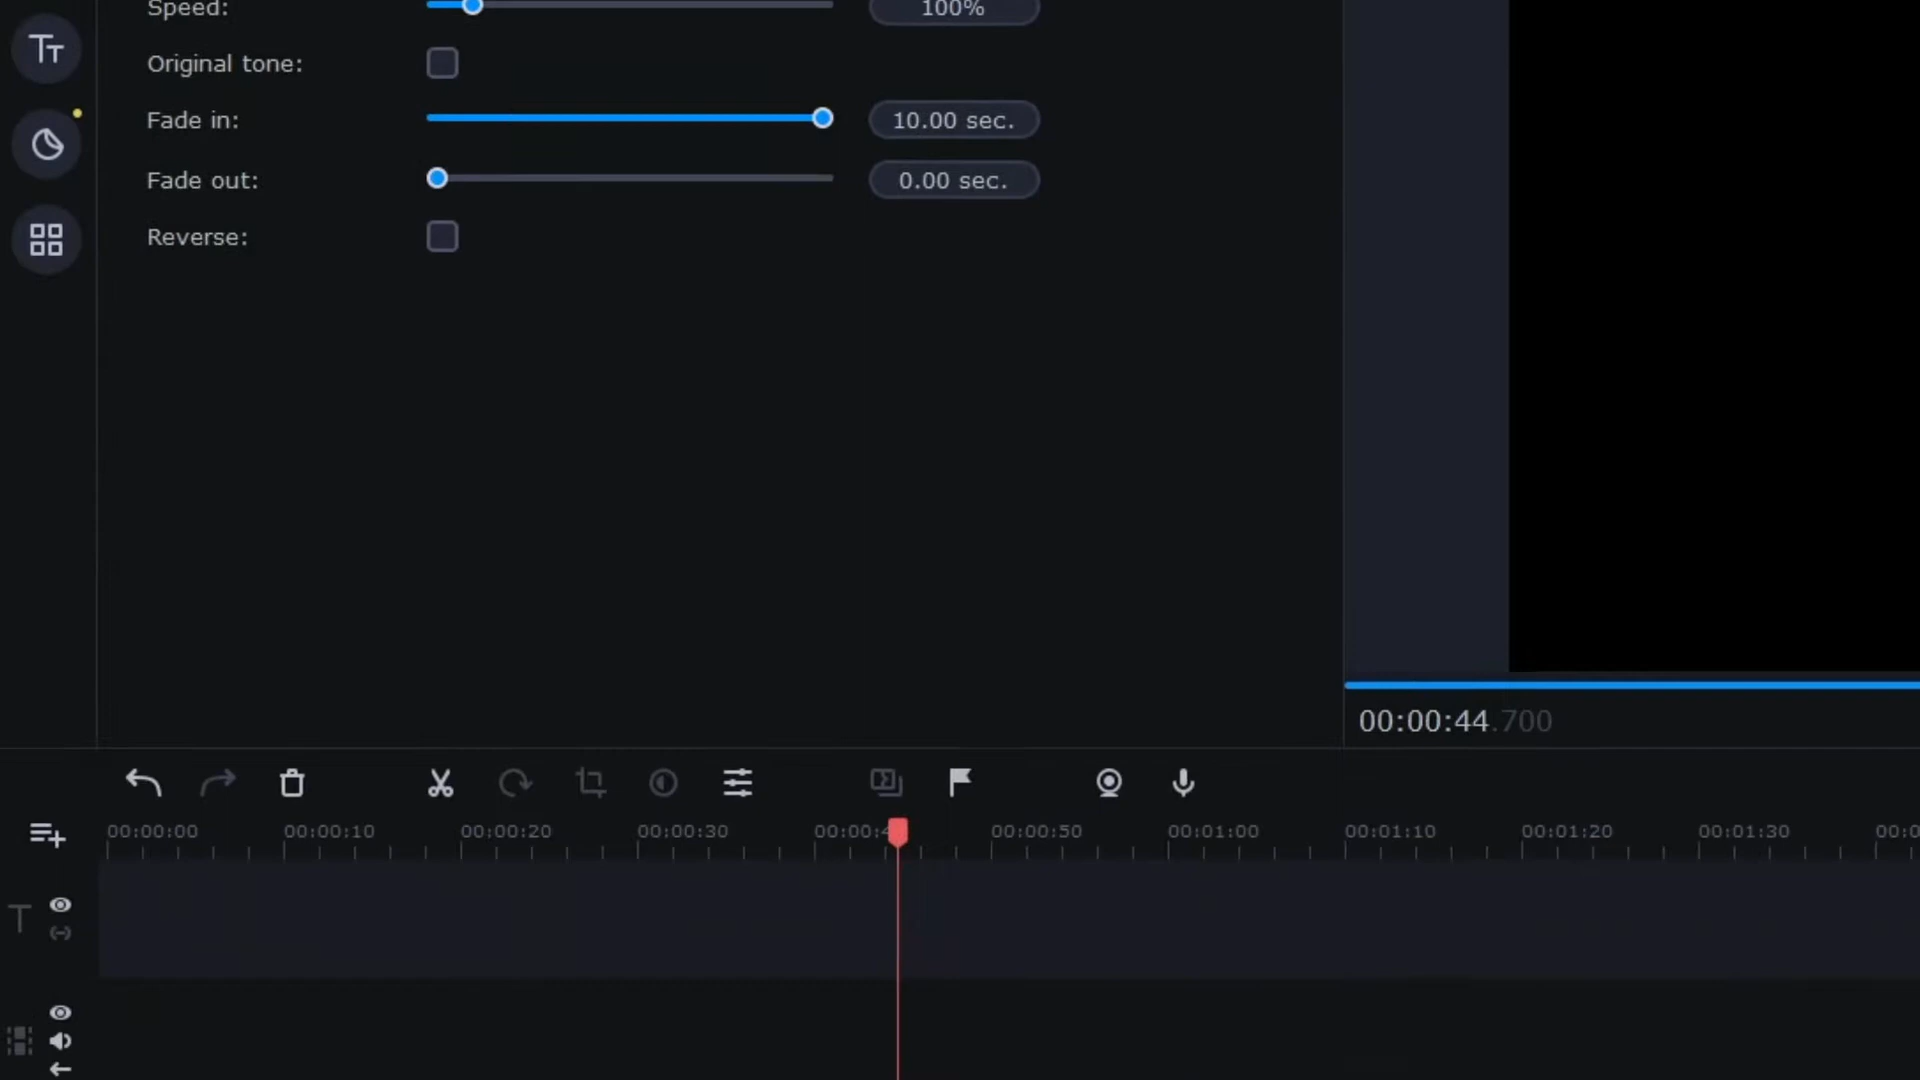 Speed:
100%
Original tone:
Fade in:
10.00 sec.
Fade out:
0.00 sec.
Reverse:
00:00:44.700
00:00:00 00:00:10 00:00:20 00:00:30 00:00:4 00:00:50 00:01:00 00:01:10 00:01:20 00:01:30 00:0